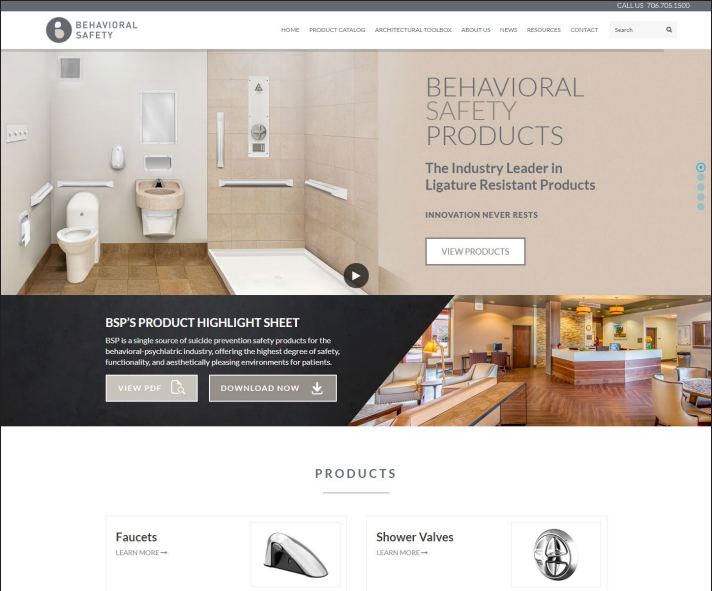 CALL US 706.705.1500
BEHAVIORAL
SAFETY
HOME PRODUCT CATALOG ARCHITECTURAL TOOLBOX ABOUT US NEWS RESOURCES CONTACT Search
BEHAVIORAL
SAFETY
PRODUCTS
The Industry Leader in
Ligature Resistant Products
INNOVATION NEVER RESTS
VIEW PRODUCTS
BSP'S PRODUCT HIGHLIGHT SHEET
BSP is a single source of suicide prevention safety products for the
behavioral-psychiatric industry, offering the highest degree of safety,
functionality, and aesthetically pleasing environments for patients.
VIEW PDF DOWNLOAD NOW
PRODUCTS
Faucets
LEARN MORE
Shower Valves
LEARN MORE